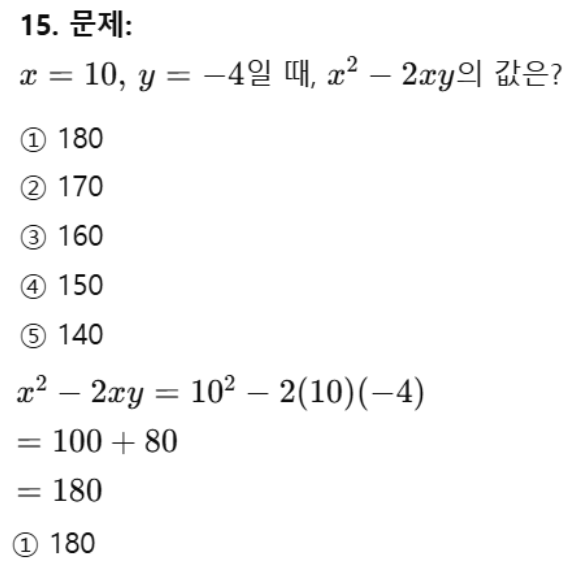 15. 문제:
x = 10, y = −4일 때, x² − 2xy의 값은?
① 180
② 170
③ 160
④ 150
⑤ 140
x² − 2xy = 10² − 2(10)(−4)
= 100 + 80
= 180
① 180